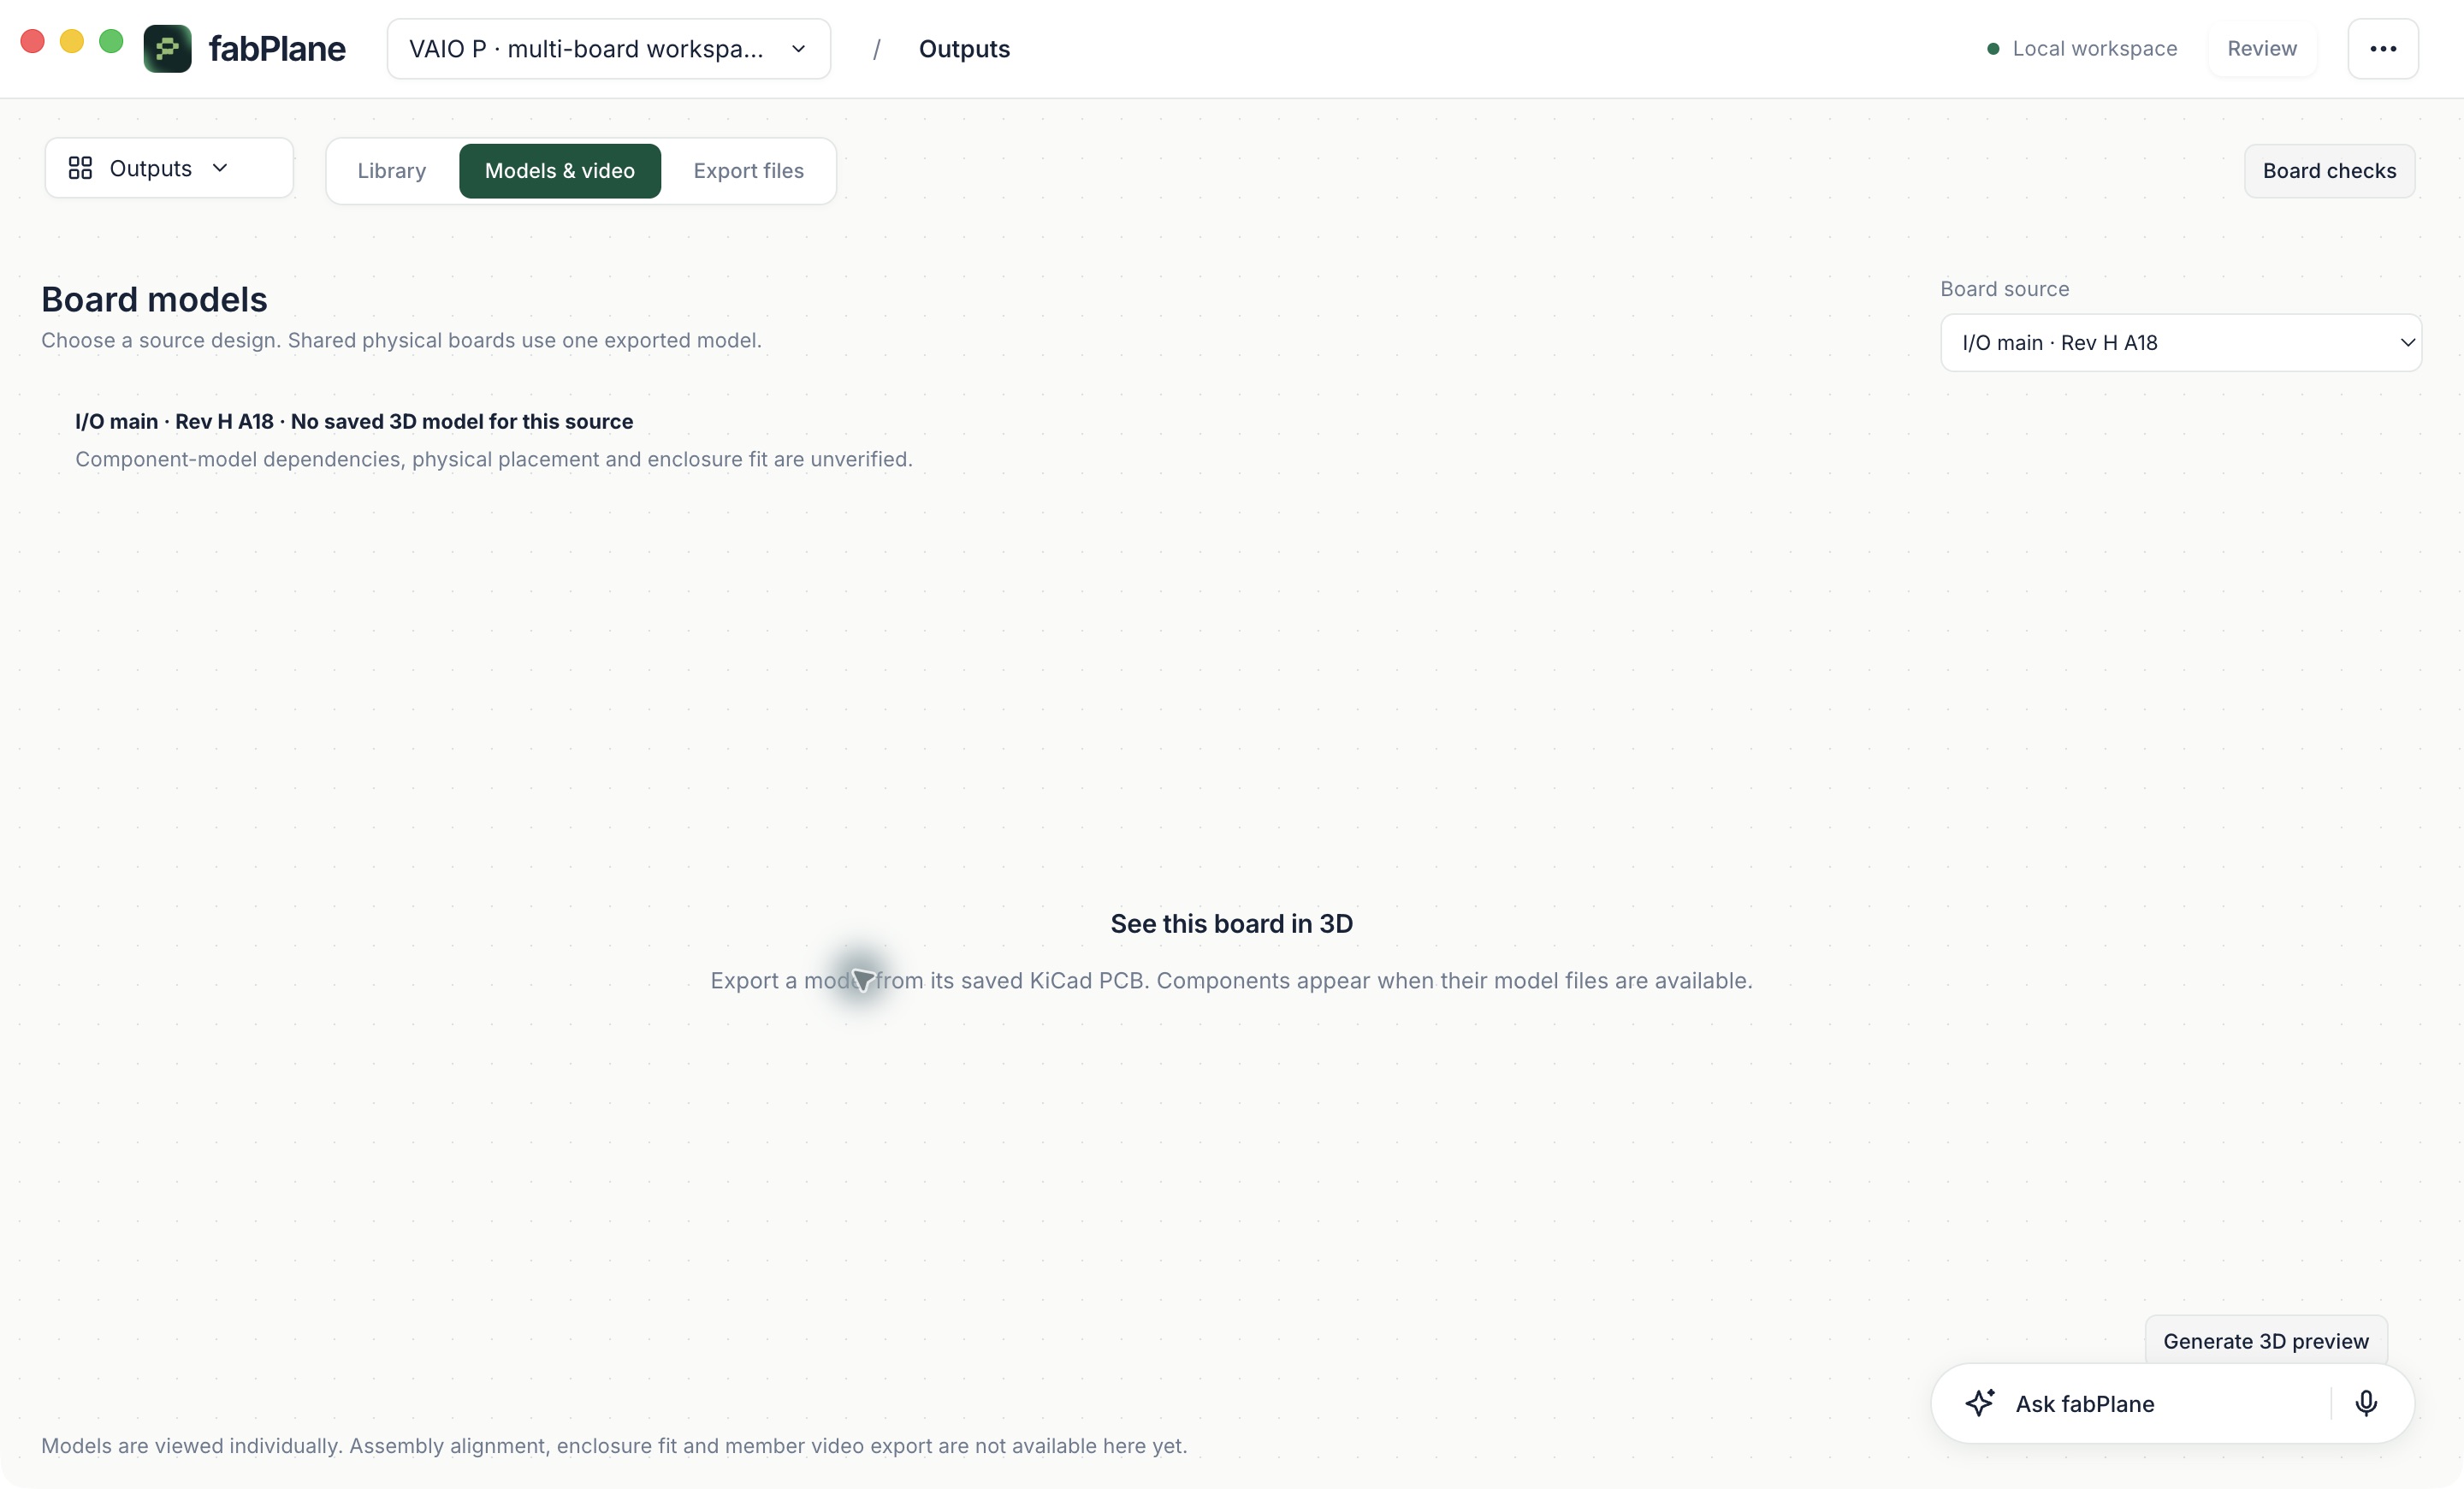 fabPlane
VAIO P · multi-board workspa...
/
Outputs
Local workspace
Review
Outputs
Library
Models & video
Export files
Board checks
Board models
Choose a source design. Shared physical boards use one exported model.
Board source
I/O main · Rev H A18
I/O main · Rev H A18 · No saved 3D model for this source
Component-model dependencies, physical placement and enclosure fit are unverified.
See this board in 3D
Export a model from its saved KiCad PCB. Components appear when their model files are available.
Generate 3D preview
Ask fabPlane
Models are viewed individually. Assembly alignment, enclosure fit and member video export are not available here yet.